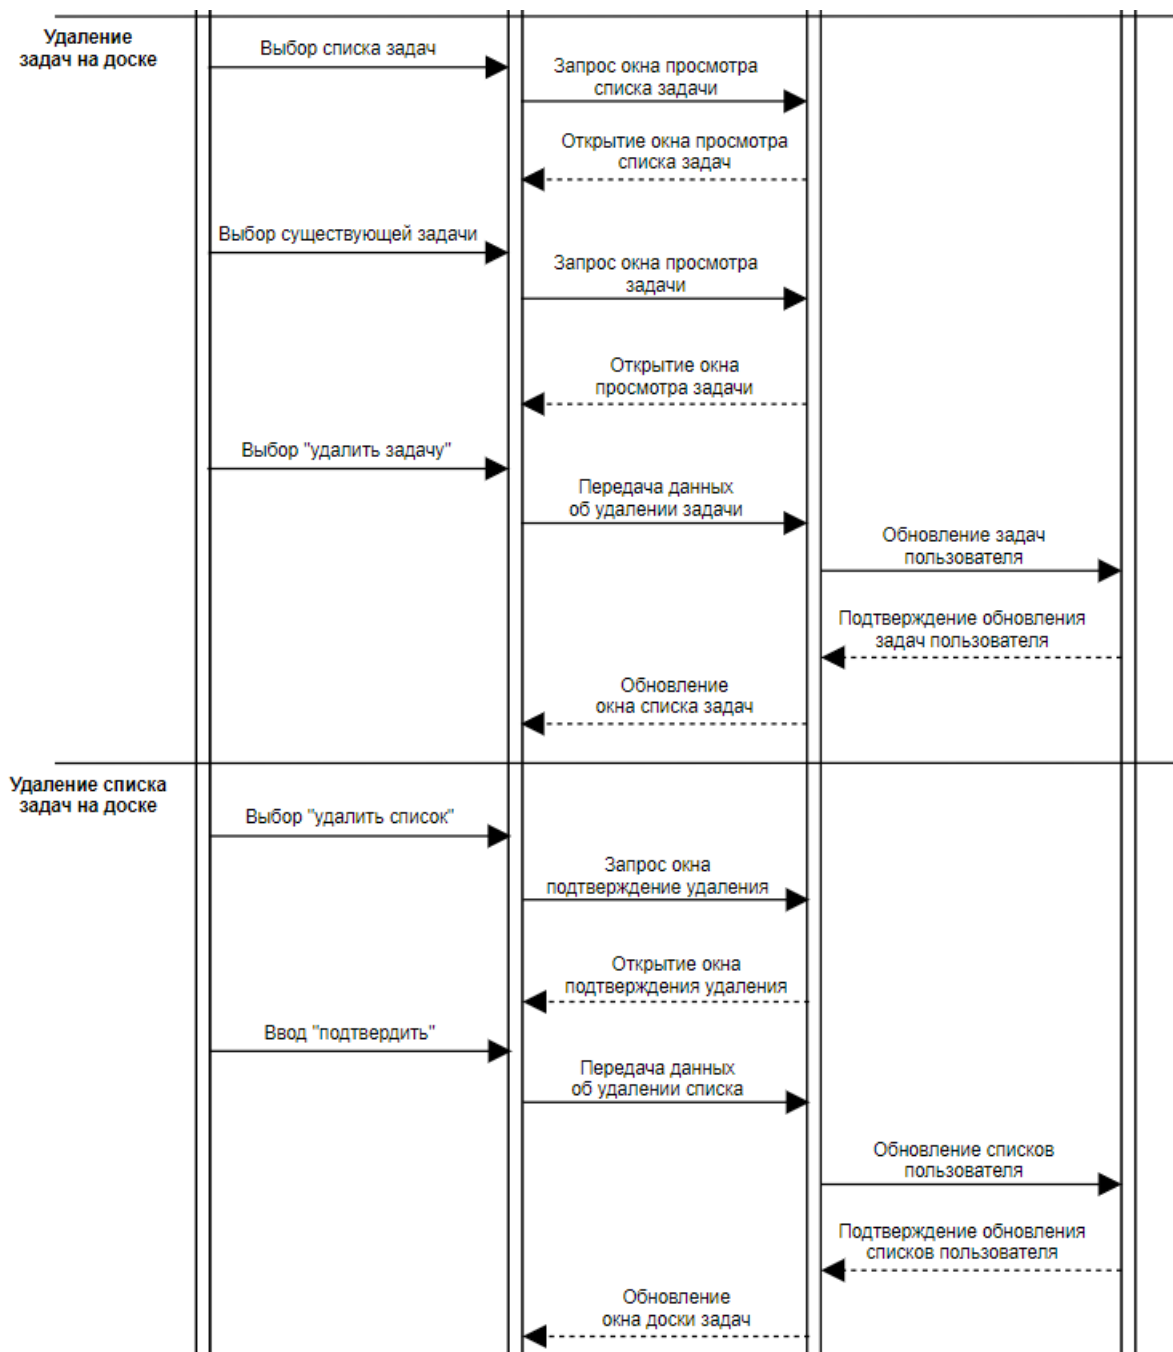 Удаление
задач на доске
Выбор списка задач
Запрос окна просмотра
списка задачи
Открытие окна просмотра
списка задач
Выбор существующей задачи
Запрос окна просмотра
задачи
Открытие окна
просмотра задачи
Выбор "удалить задачу"
Передача данных
об удалении задачи
Обновление задач
пользователя
Подтверждение обновления
задач пользователя
Обновление
окна списка задач
Удаление списка
задач на доске
Выбор "удалить список"
Запрос окна
подтверждение удаления
Открытие окна
подтверждения удаления
Ввод "подтвердить"
Передача данных
об удалении списка
Обновление списков
пользователя
Подтверждение обновления
списков пользователя
Обновление
окна доски задач